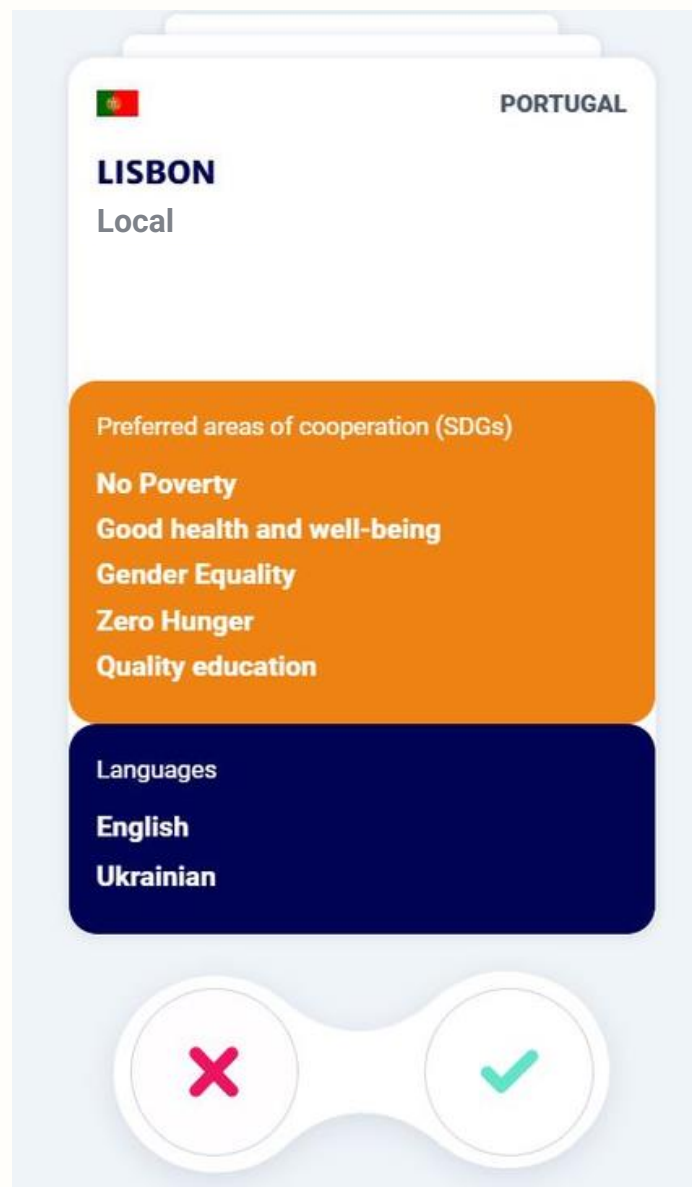 PORTUGAL
LISBON
Local
Preferred areas of cooperation (SDGs)
No Poverty
Good health and well-being
Gender Equality
Zero Hunger
Quality education
Languages
English
Ukrainian